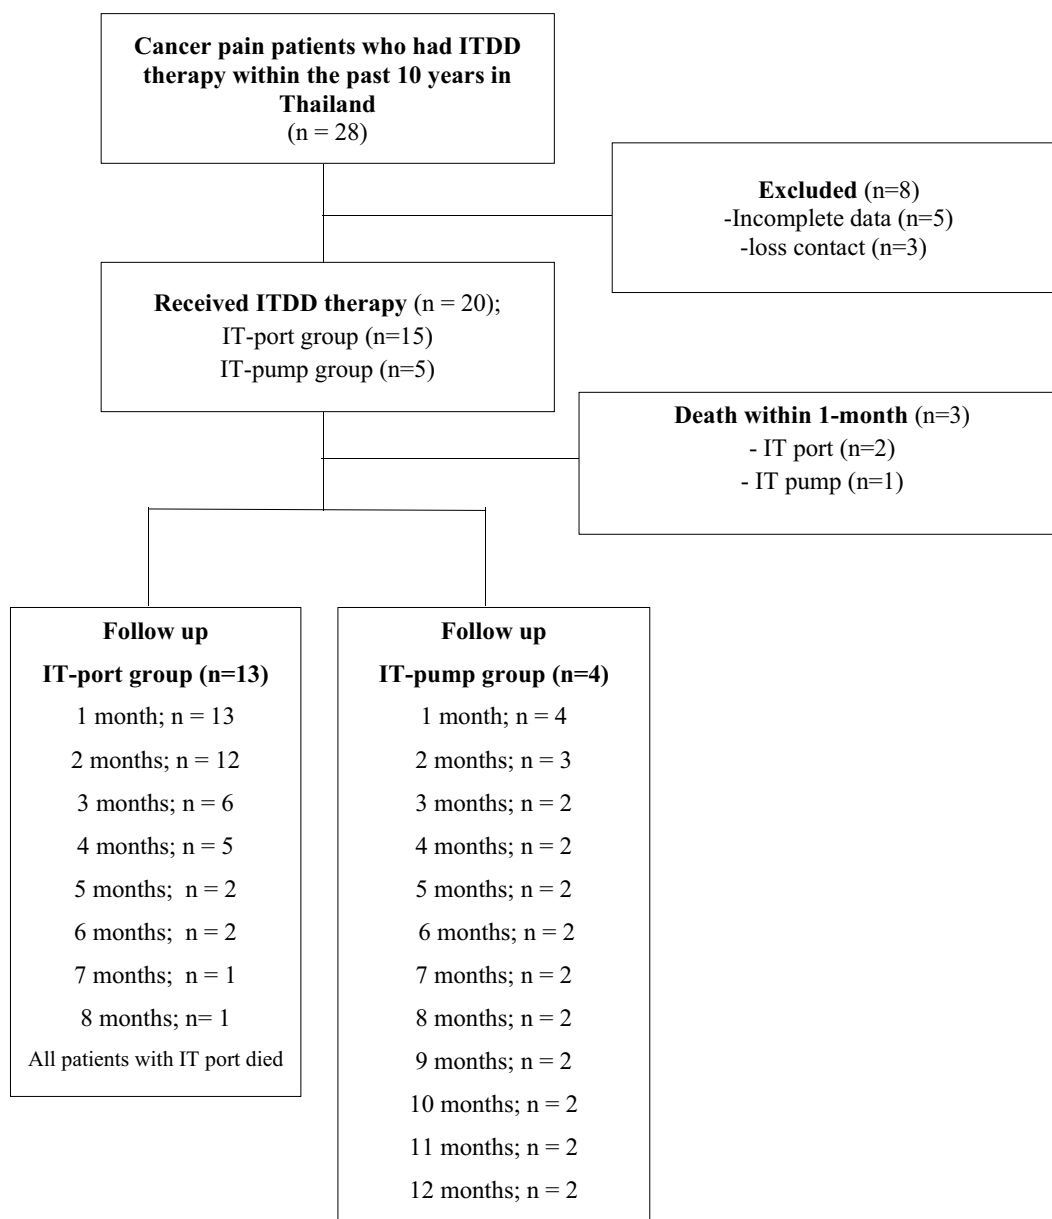 Cancer pain patients who had ITDD
therapy within the past 10 years in
Thailand
(n = 28)
Excluded (n=8)
-Incomplete data (n=5)
-loss contact (n=3)
Received ITDD therapy (n = 20);
IT-port group (n=15)
IT-pump group (n=5)
Death within 1-month (n=3)
- IT port (n=2)
- IT pump (n=1)
Follow up
IT-port group (n=13)
1 month; n = 13
2 months; n = 12
3 months; n = 6
4 months; n = 5
5 months; n = 2
6 months; n = 2
7 months; n = 1
8 months; n= 1
All patients with IT port died
Follow up
IT-pump group (n=4)
1 month; n = 4
2 months; n = 3
3 months; n = 2
4 months; n = 2
5 months; n = 2
6 months; n = 2
7 months; n = 2
8 months; n = 2
9 months; n = 2
10 months; n = 2
11 months; n = 2
12 months; n = 2